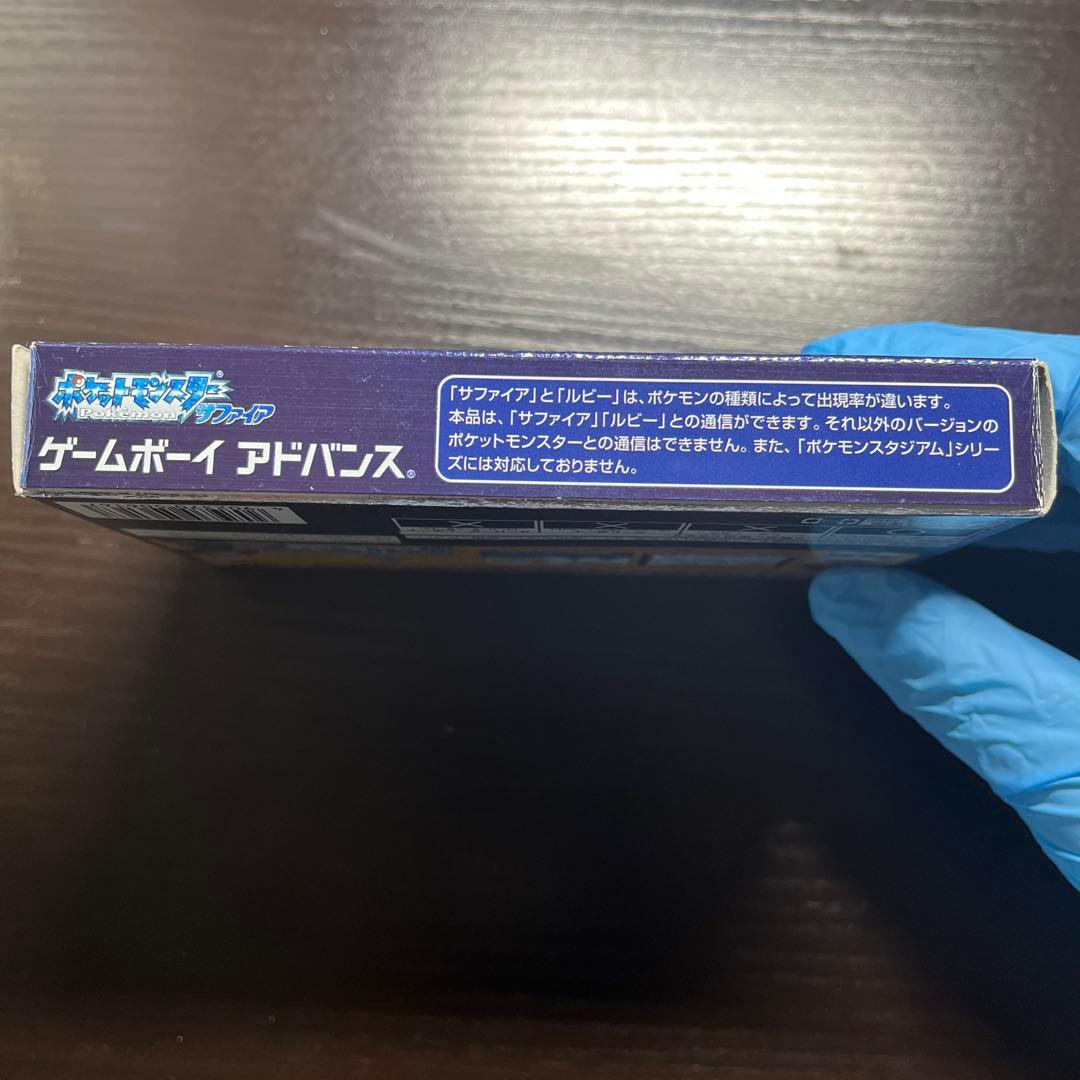 ポケットモンスター
Pokémon
サファイア
ゲームボーイ アドバンス®
「サファイア」と「ルビー」は、ポケモンの種類によって出現率が違います。
本品は、「サファイア」「ルビー」との通信ができます。それ以外のバージョンの
ポケットモンスターとの通信はできません。また、「ポケモンスタジアム」シリー
ズには対応しておりません。